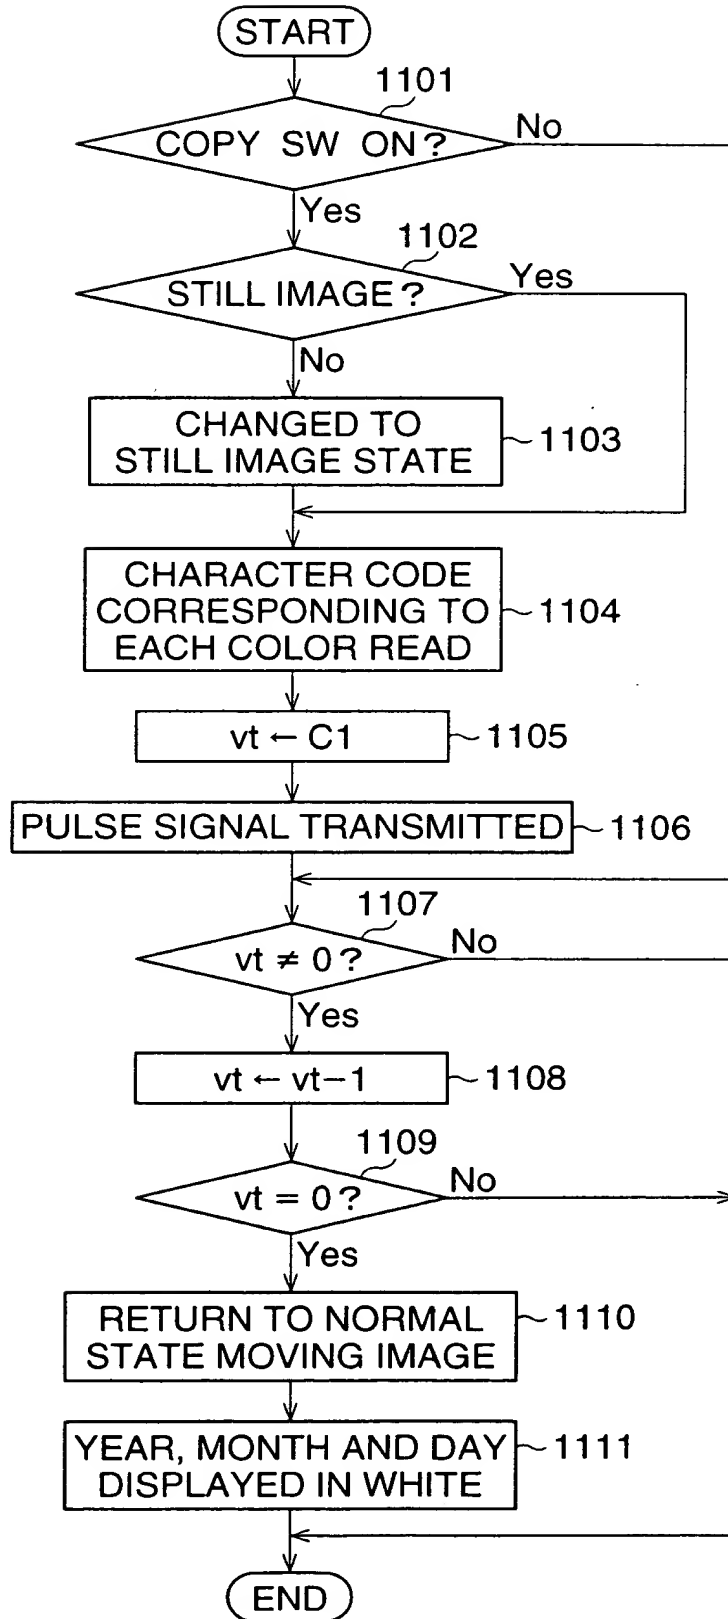 START
1101
COPY SW ON?
No
Yes
1102
STILL IMAGE?
Yes
No
CHANGED TO
STILL IMAGE STATE
1103
CHARACTER CODE
CORRESPONDING TO
EACH COLOR READ
1104
vt ← C1
1105
PULSE SIGNAL TRANSMITTED
1106
1107
vt ≠ 0?
No
Yes
vt ← vt−1
1108
1109
vt = 0?
No
Yes
RETURN TO NORMAL
STATE MOVING IMAGE
1110
YEAR, MONTH AND DAY
DISPLAYED IN WHITE
1111
END